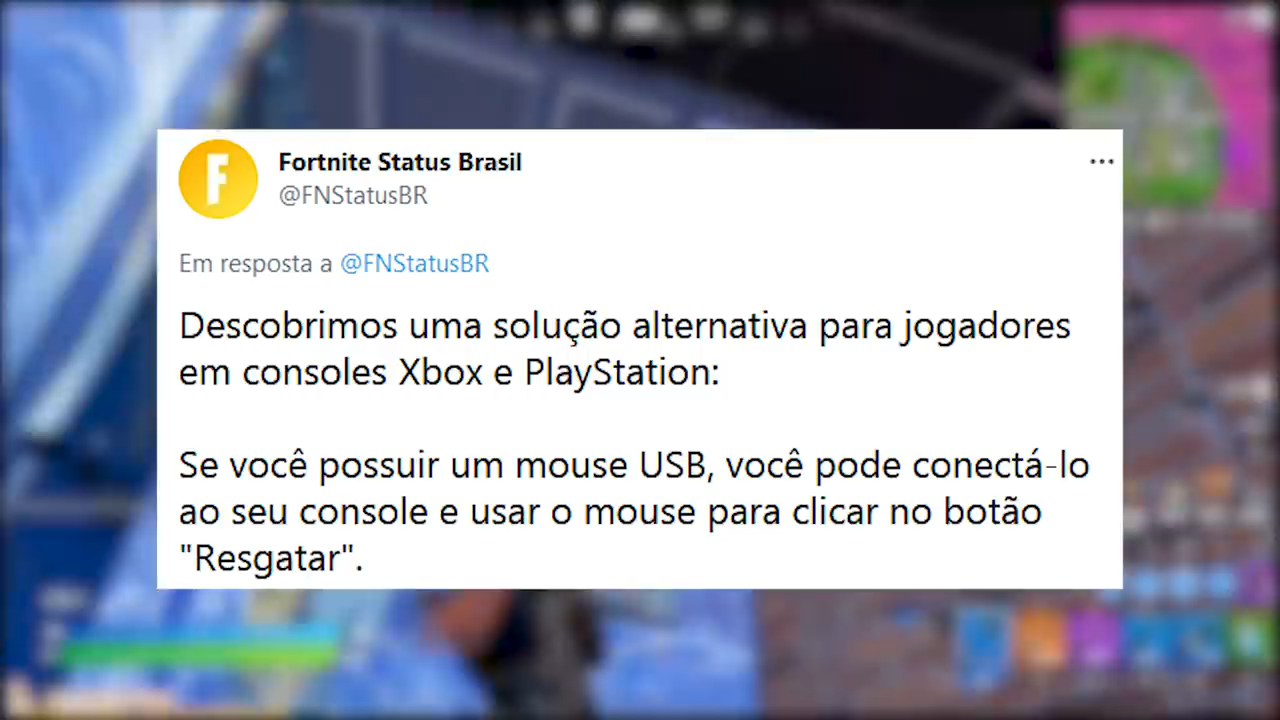 Fortnite Status Brasil
@FNStatusBR
Em resposta a @FNStatusBR
Descobrimos uma solução alternativa para jogadores
em consoles Xbox e PlayStation:
Se você possuir um mouse USB, você pode conectá-lo
ao seu console e usar o mouse para clicar no botão
"Resgatar".